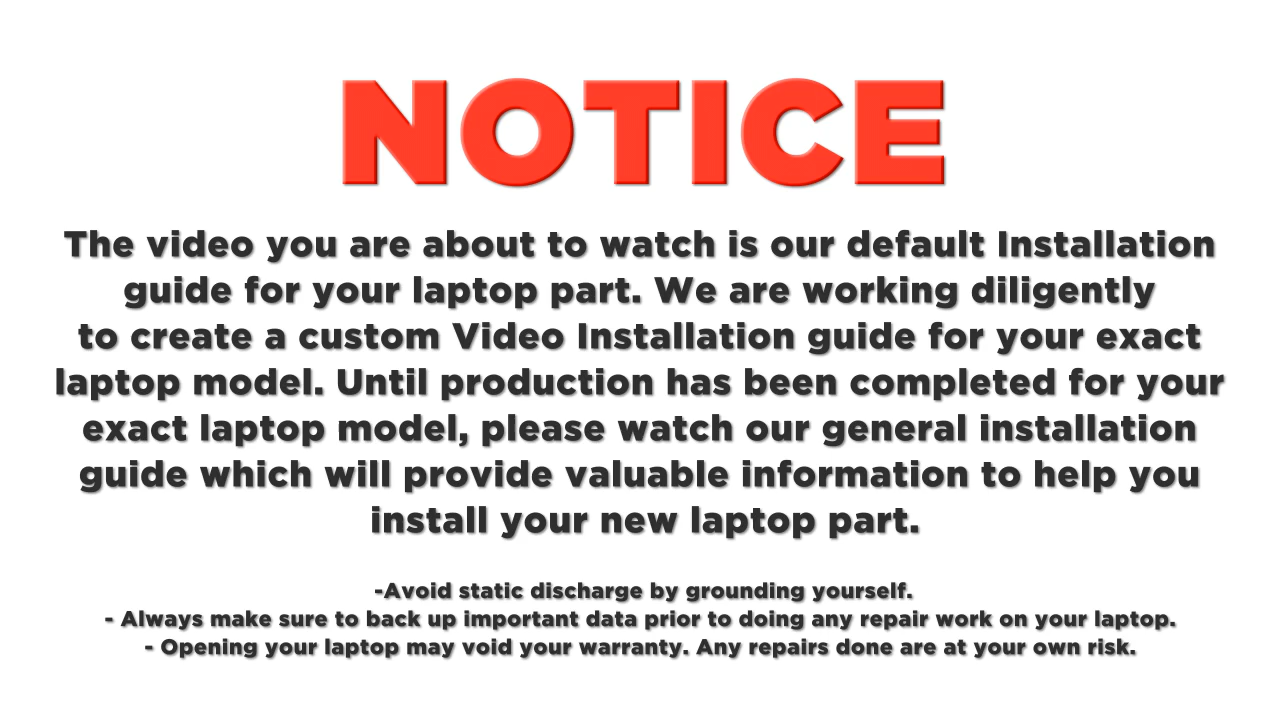 NOTICE
The video you are about to watch is our default Installation
guide for your laptop part. We are working diligently
to create a custom Video Installation guide for your exact
laptop model. Until production has been completed for your
exact laptop model, please watch our general installation
guide which will provide valuable information to help you
install your new laptop part.
-Avoid static discharge by grounding yourself.
- Always make sure to back up important data prior to doing any repair work on your laptop.
- Opening your laptop may void your warranty. Any repairs done are at your own risk.